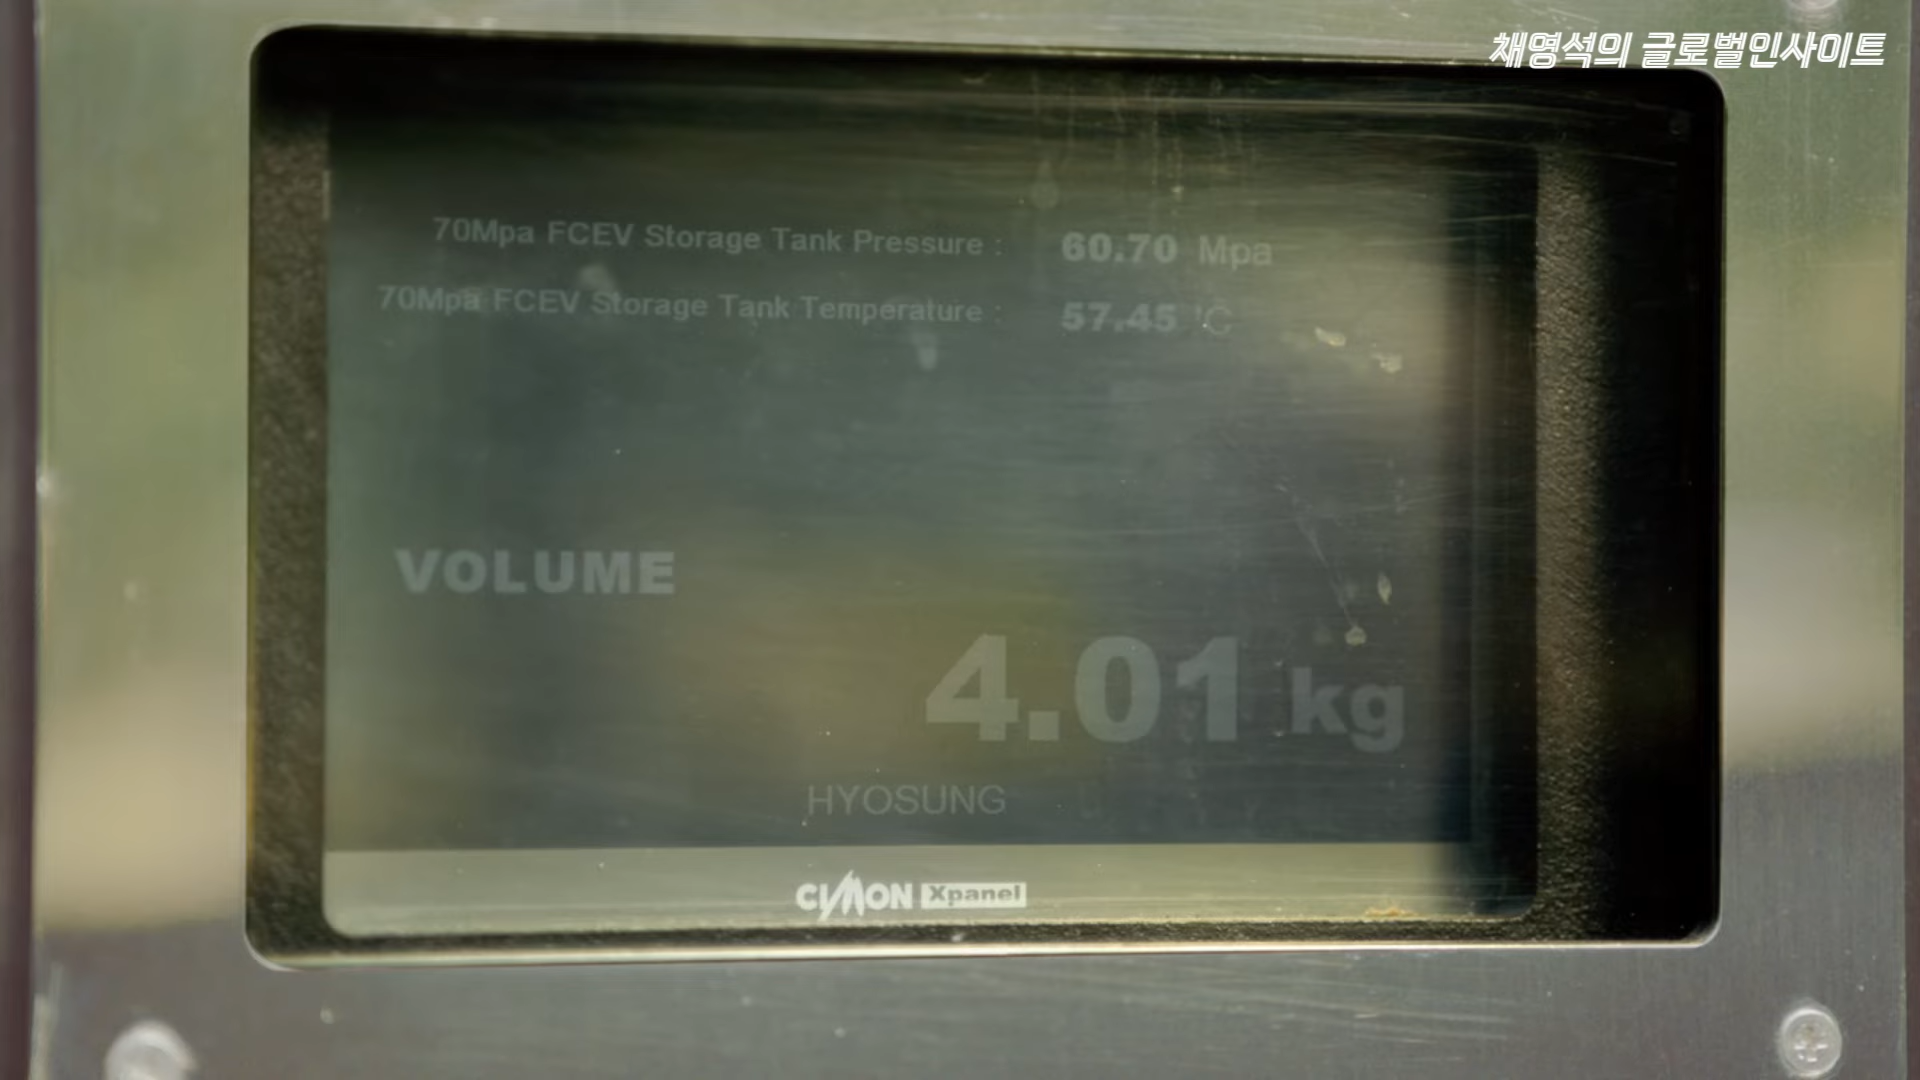 채영석의 글로벌인사이트
70Mpa FCEV Storage Tank Pressure : 60.70 Mpa
70Mpa FCEV Storage Tank Temperature : 57.45 'C
VOLUME
4.01 kg
HYOSUNG
CIMON Xpanel